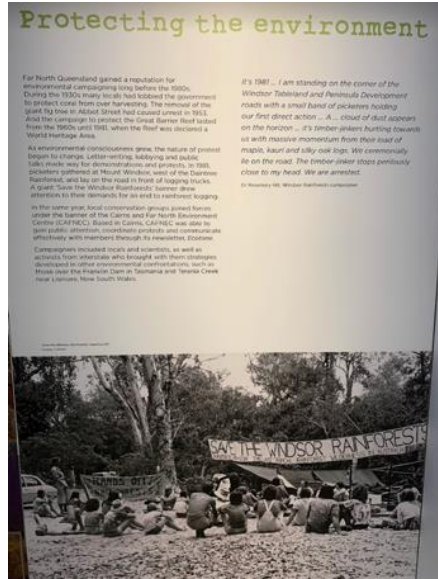 Protecting the environment
Far North Queensland gained a reputation for
environmental campaigning long before the 1980s.
During the 1930s many locals had lobbied the government
to protect coral from over harvesting. The removal of the
giant fig tree in Abbott Street had caused unrest in 1953.
And the campaign to protect the Great Barrier Reef lasted
from the 1960s until 1981, when the Reef was declared a
World Heritage Area.
As environmental consciousness grew, the nature of protest
began to change. Letter-writing, lobbying and public
talks made way for demonstrations and protests. In 1981,
picketers gathered at Mount Windsor, west of the Daintree
Rainforest, and lay on the road in front of logging trucks.
A giant 'Save the Windsor Rainforests' banner drew
attention to their demands for an end to rainforest logging.
In the same year, local conservation groups joined forces
under the banner of the Cairns and Far North Environment
Centre (CAFNEC). Based in Cairns, CAFNEC was able to
gain public attention, coordinate protests and communicate
effectively with members through its newsletter, Ecotone.
Campaigners included locals and scientists, as well as
activists from interstate who brought with them strategies
developed in other environmental confrontations, such as
those over the Franklin Dam in Tasmania and Terania Creek
near Lismore, New South Wales.
It's 1981 ... I am standing on the corner of the
Windsor Tableland and Peninsula Development
roads with a small band of picketers holding
our first direct action ... A ... cloud of dust appears
on the horizon ... it's timber-jinkers hurtling towards
us with massive momentum from their load of
maple, kauri and silky oak logs. We ceremonially
lie on the road. The timber-jinker stops perilously
close to my head. We are arrested.
Dr Rosemary Hill, Windsor Rainforests campaigner
SAVE THE WINDSOR RAINFORESTS
HANDS OFF